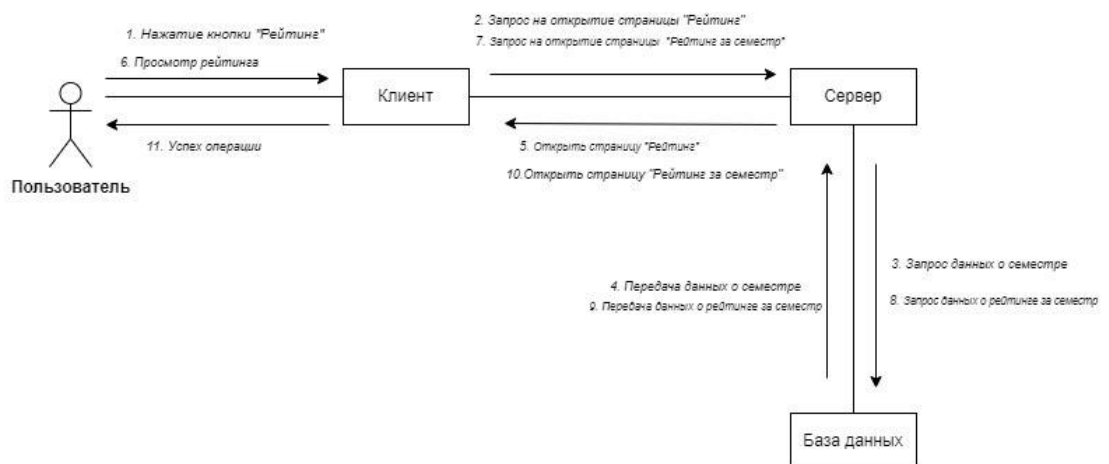 2. Запрос на открытие страницы "Рейтинг"
1. Нажатие кнопки "Рейтинг"
7. Запрос на открытие страницы "Рейтинг за семестр"
6. Просмотр рейтинга
Клиент
Сервер
11. Успех операции
5. Открыть страницу "Рейтинг"
10.Открыть страницу "Рейтинг за семестр"
Пользователь
3. Запрос данных о семестре
4. Передача данных о семестре
8. Запрос данных о рейтинге за семестр
9. Передача данных о рейтинге за семестр
База данных